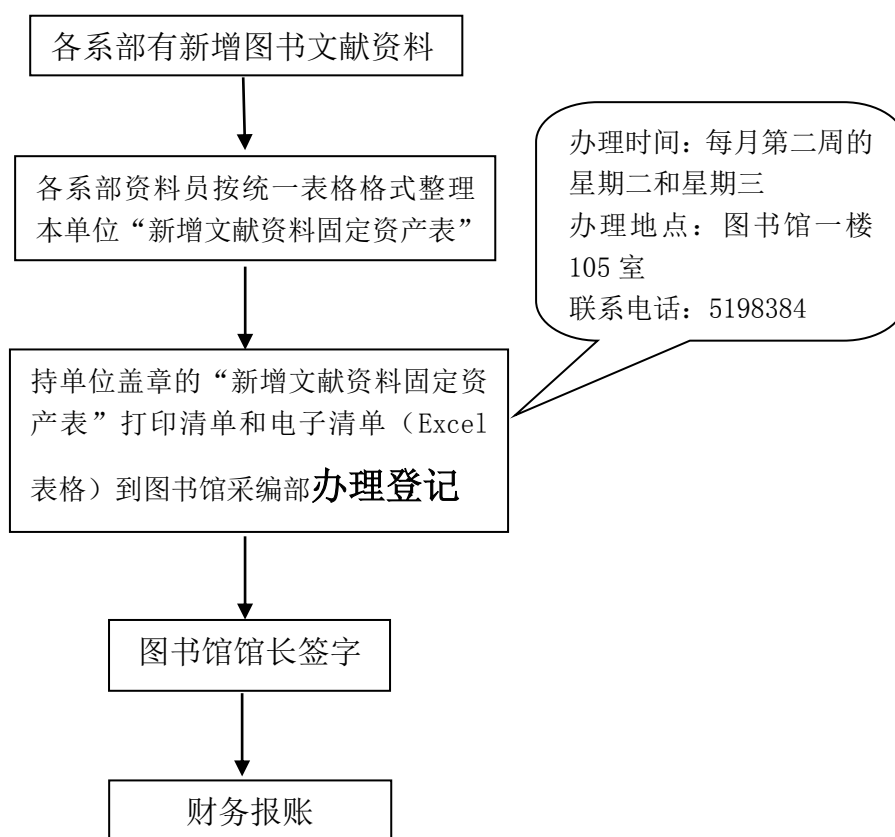 各系部有新增图书文献资料
各系部资料员按统一表格格式整理
本单位“新增文献资料固定资产表”
办理时间：每月第二周的
星期二和星期三
办理地点：图书馆一楼
105 室
联系电话：5198384
持单位盖章的“新增文献资料固定资
产表”打印清单和电子清单（Excel
表格）到图书馆采编部办理登记
图书馆馆长签字
财务报账